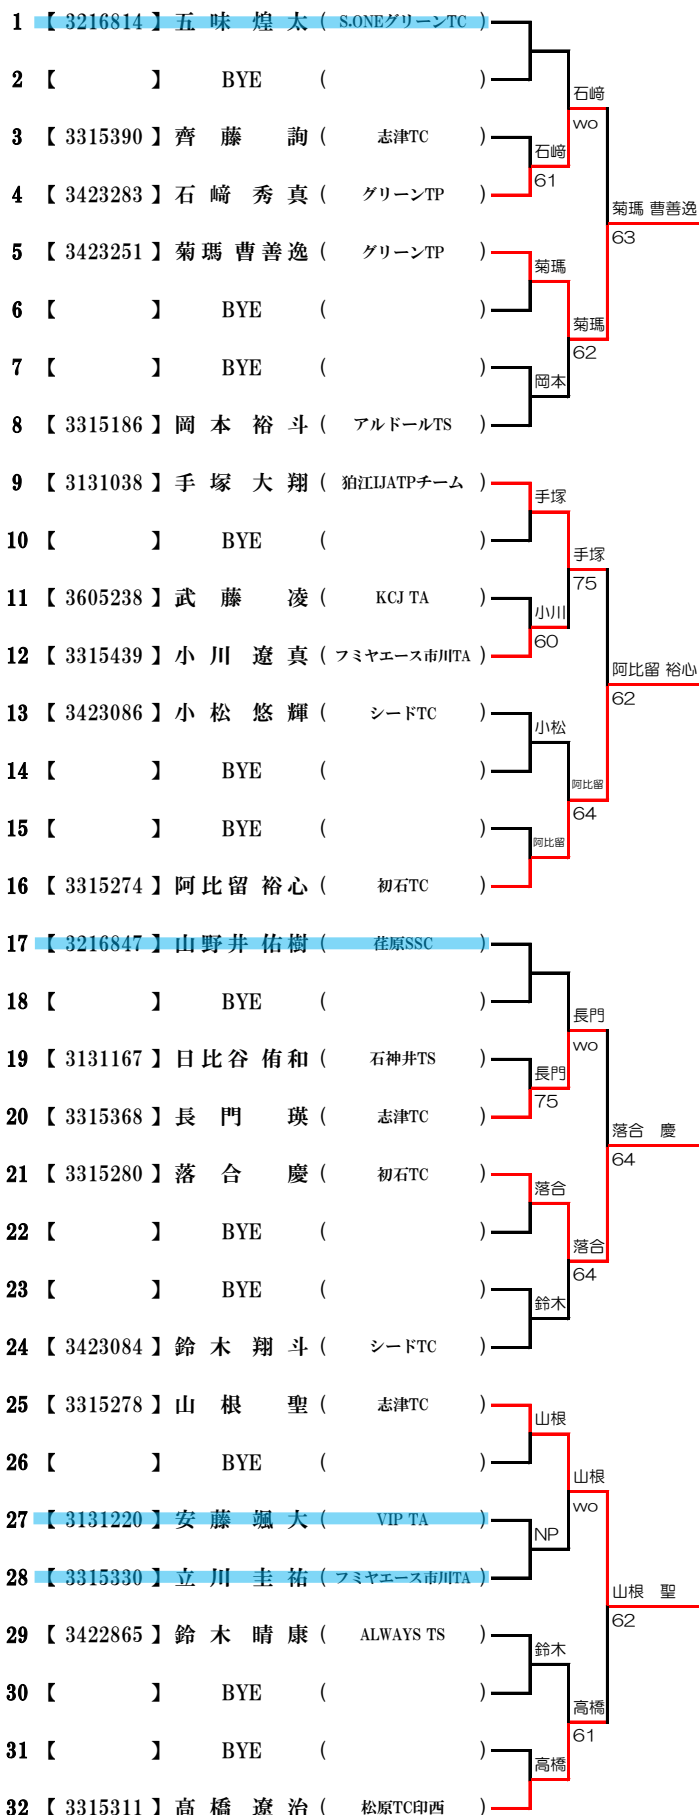 1 【 3216814 】 五 味 煌 太 ( S.ONEグリーンTC )
2 【 】 BYE ( )
石﨑
wo
3 【 3315390 】 齊 藤 詢 ( 志津TC )
石﨑
61
4 【 3423283 】 石 﨑 秀 真 ( グリーンTP )
菊瑪 曹善逸
63
5 【 3423251 】 菊瑪 曹善逸 ( グリーンTP )
菊瑪
6 【 】 BYE ( )
菊瑪
62
7 【 】 BYE ( )
岡本
8 【 3315186 】 岡 本 裕 斗 ( アルドールTS )
9 【 3131038 】 手 塚 大 翔 ( 狛江IJATPチーム )
手塚
10 【 】 BYE ( )
手塚
75
11 【 3605238 】 武 藤 凌 ( KCJ TA )
小川
60
12 【 3315439 】 小 川 遼 真 ( フミヤエース市川TA )
阿比留 裕心
62
13 【 3423086 】 小 松 悠 輝 ( シードTC )
小松
14 【 】 BYE ( )
阿比留
64
15 【 】 BYE ( )
阿比留
16 【 3315274 】 阿比留 裕心 ( 初石TC )
17 【 3216847 】 山野井 佑樹 ( 荏原SSC )
18 【 】 BYE ( )
長門
wo
19 【 3131167 】 日比谷 侑和 ( 石神井TS )
長門
75
20 【 3315368 】 長 門 瑛 ( 志津TC )
落合 慶
64
21 【 3315280 】 落 合 慶 ( 初石TC )
落合
22 【 】 BYE ( )
落合
64
23 【 】 BYE ( )
鈴木
24 【 3423084 】 鈴 木 翔 斗 ( シードTC )
25 【 3315278 】 山 根 聖 ( 志津TC )
山根
26 【 】 BYE ( )
山根
wo
27 【 3131220 】 安 藤 颯 大 ( VIP TA )
NP
28 【 3315330 】 立 川 圭 祐 ( フミヤエース市川TA )
山根 聖
62
29 【 3422865 】 鈴 木 晴 康 ( ALWAYS TS )
鈴木
30 【 】 BYE ( )
高橋
61
31 【 】 BYE ( )
高橋
32 【 3315311 】 高 橋 遼 治 ( 松原TC印西 )